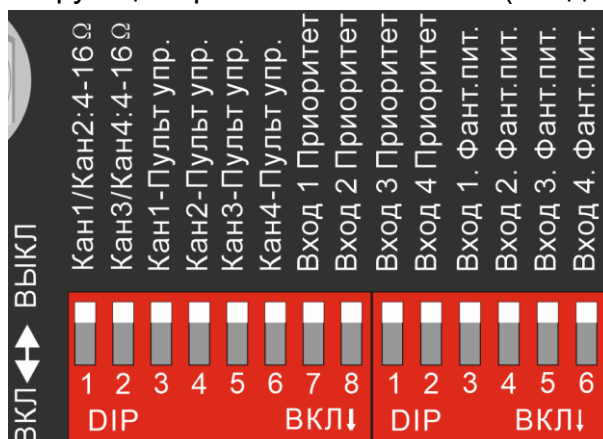 Кан1/Кан2:4-16Ω
Кан3/Кан4:4-16Ω
Кан1-Пульт упр.
Кан2-Пульт упр.
Кан3-Пульт упр.
Кан4-Пульт упр.
Вход 1 Приоритет
Вход 2 Приоритет
Вход 3 Приоритет
Вход 4 Приоритет
Вход 1. Фант.пит.
Вход 2. Фант.пит.
Вход 3. Фант.пит.
Вход 4. Фант.пит.
ВКЛ ↔ ВЫКЛ
1 2 3 4 5 6 7 8 1 2 3 4 5 6
DIP ВКЛ↓ DIP ВКЛ↓